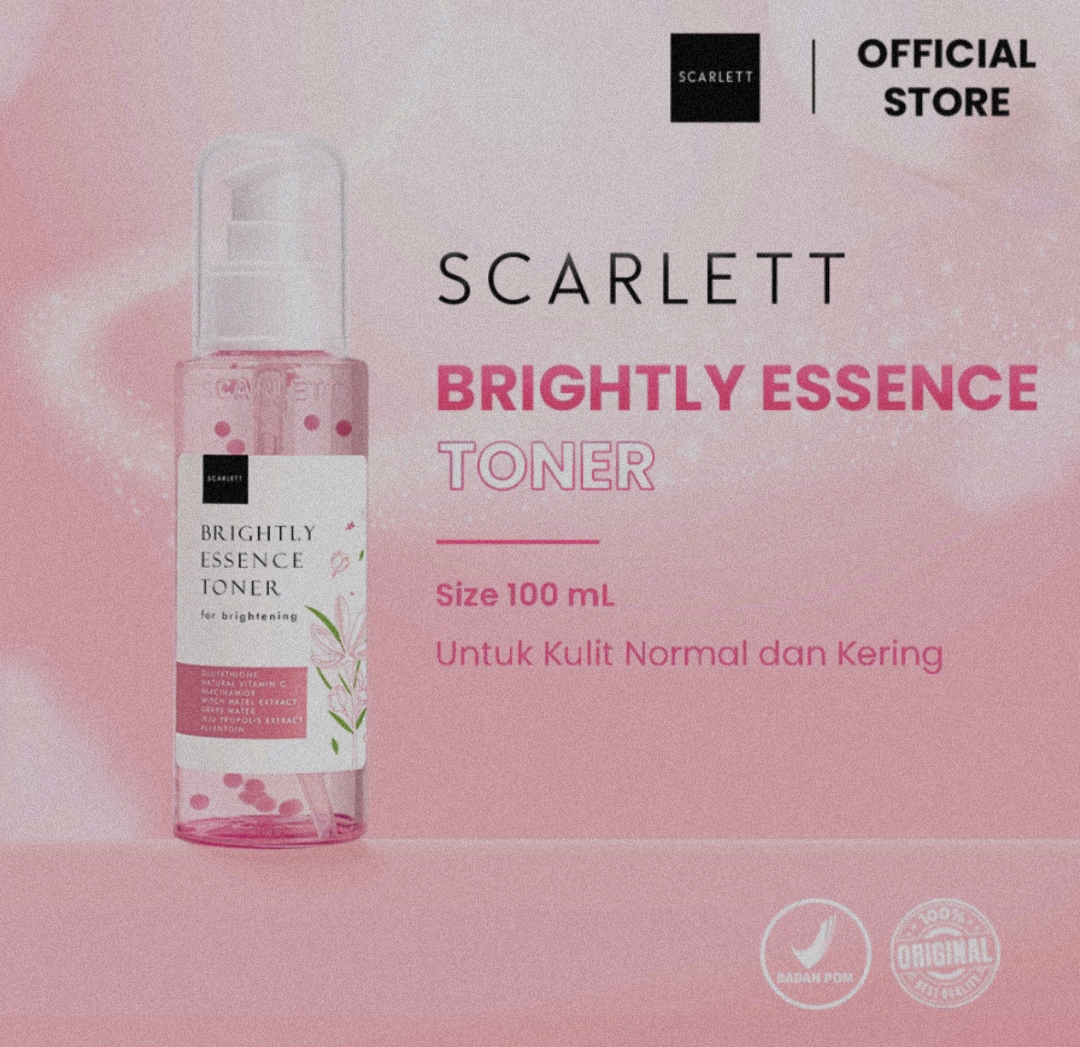 SCARLETT
OFFICIAL
STORE
SCARLETT
BRIGHTLY ESSENCE
TONER
Size 100 mL
Untuk Kulit Normal dan Kering
SCARLETT
SCARLETT
BRIGHTLY
ESSENCE
TONER
for brightening
GLUTATHIONE
NATURAL VITAMIN C
NIACINAMIDE
WITCH HAZEL EXTRACT
GRAPE WATER
JEJU PROPOLIS EXTRACT
ALLANTOIN
BADAN POM
100%
ORIGINAL
BEST QUALITY